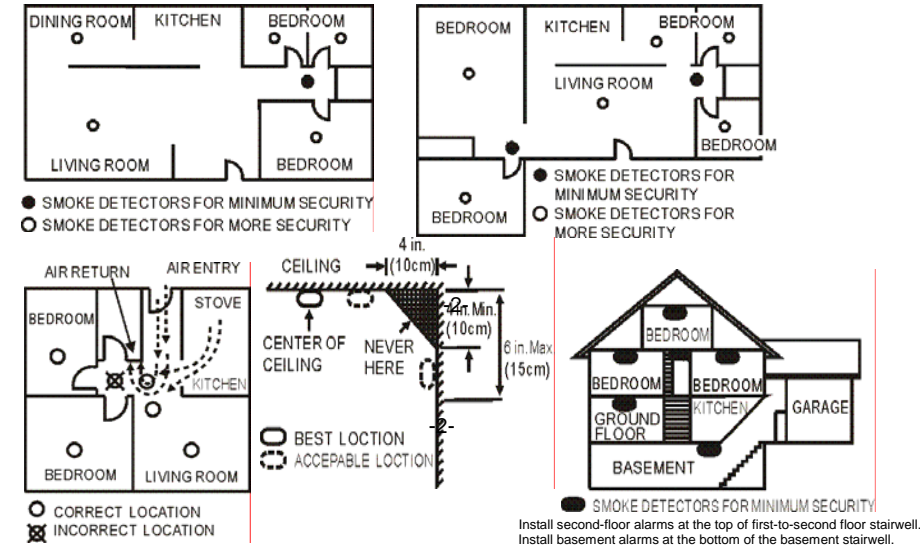 DINING ROOM KITCHEN BEDROOM
LIVING ROOM BEDROOM
SMOKE DETECTORS FOR MINIMUM SECURITY
SMOKE DETECTORS FOR MORE SECURITY
BEDROOM KITCHEN BEDROOM
LIVING ROOM
BEDROOM
BEDROOM
SMOKE DETECTORS FOR
MINIMUM SECURITY
SMOKE DETECTORS FOR
MORE SECURITY
AIR RETURN AIR ENTRY
STOVE
BEDROOM
KITCHEN
BEDROOM LIVING ROOM
CORRECT LOCATION
INCORRECT LOCATION
CEILING
4 in.
(10cm)
-2-
4in. Min.
(10cm)
6 in. Max
(15cm)
CENTER OF
CEILING
NEVER
HERE
-2-
BEST LOCTION
ACCEPABLE LOCTION
BEDROOM
BEDROOM BEDROOM
GROUND
FLOOR
KITCHEN
GARAGE
BASEMENT
SMOKE DETECTORS FOR MINIMUM SECURITY
Install second-floor alarms at the top of first-to-second floor stairwell.
Install basement alarms at the bottom of the basement stairwell.